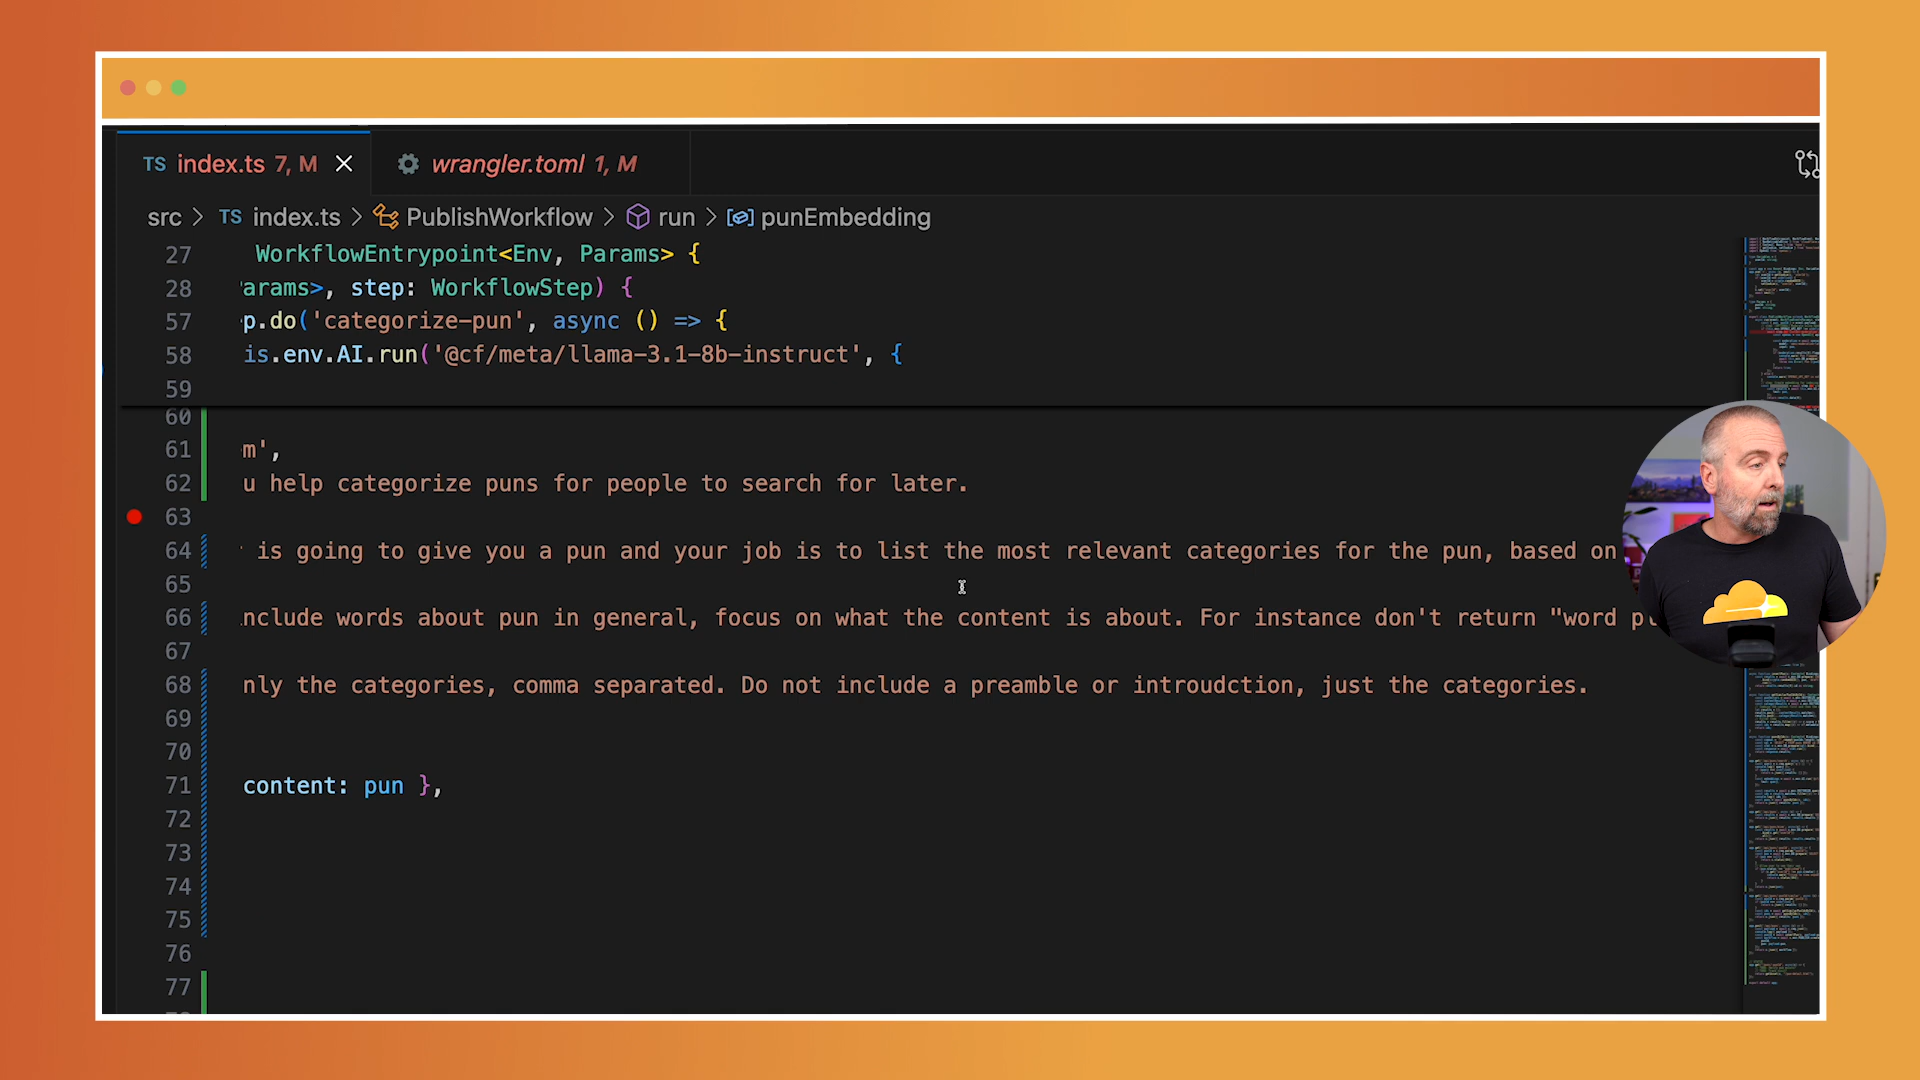 TS index.ts 7, M
wrangler.toml 1, M
src > TS index.ts > PublishWorkflow > run > punEmbedding
27 WorkflowEntrypoint<Env, Params> {
28 arams>, step: WorkflowStep) {
57 p.do('categorize-pun', async () => {
58 is.env.AI.run('@cf/meta/llama-3.1-8b-instruct', {
59
60
61 m',
62 u help categorize puns for people to search for later.
63
64 is going to give you a pun and your job is to list the most relevant categories for the pun, based on
65
66 nclude words about pun in general, focus on what the content is about. For instance don't return "word
67
68 nly the categories, comma separated. Do not include a preamble or introudction, just the categories.
69
70
71 content: pun },
72
73
74
75
76
77